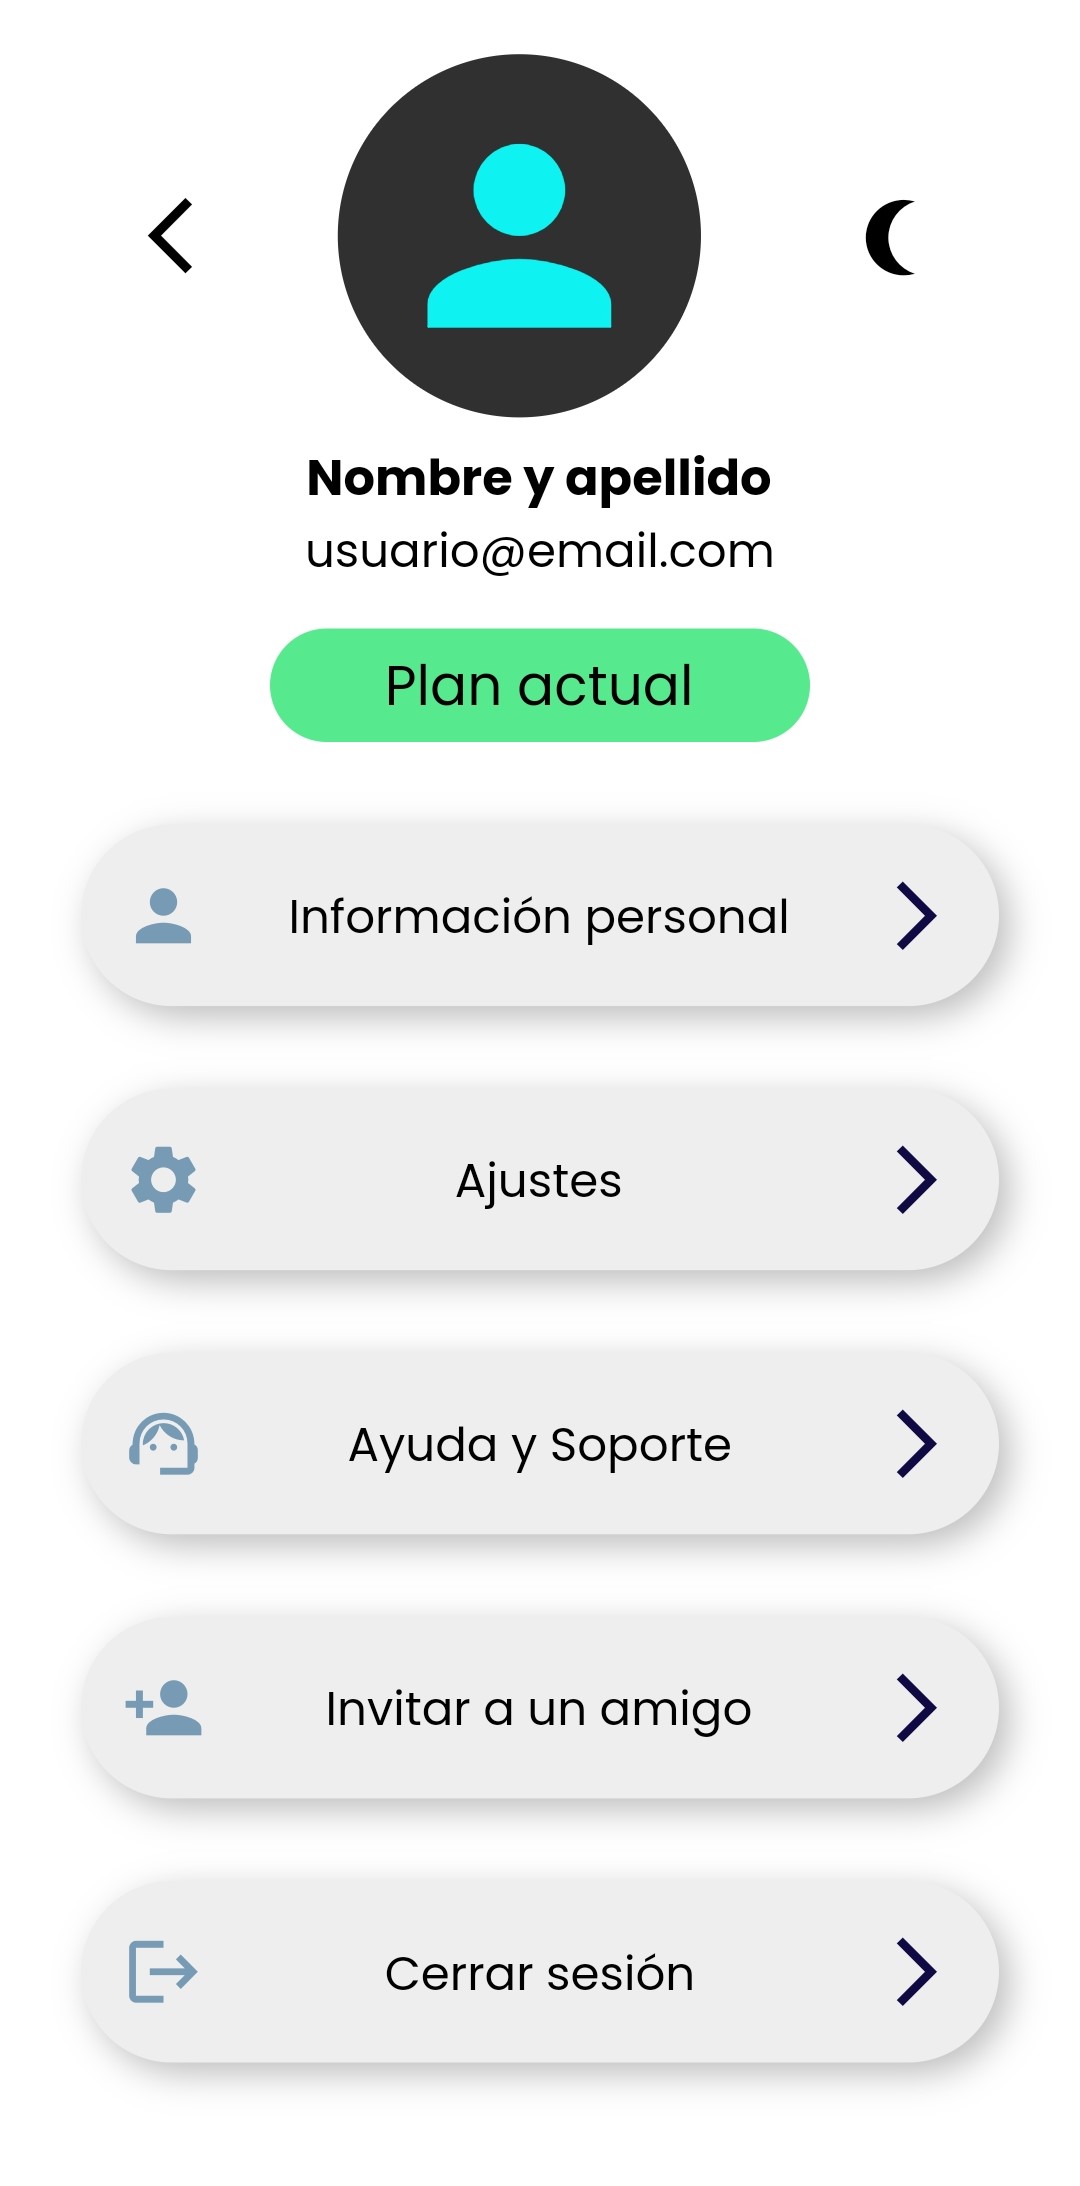 Nombre y apellido
usuario@email.com
Plan actual
Información personal
Ajustes
Ayuda y Soporte
Invitar a un amigo
Cerrar sesión